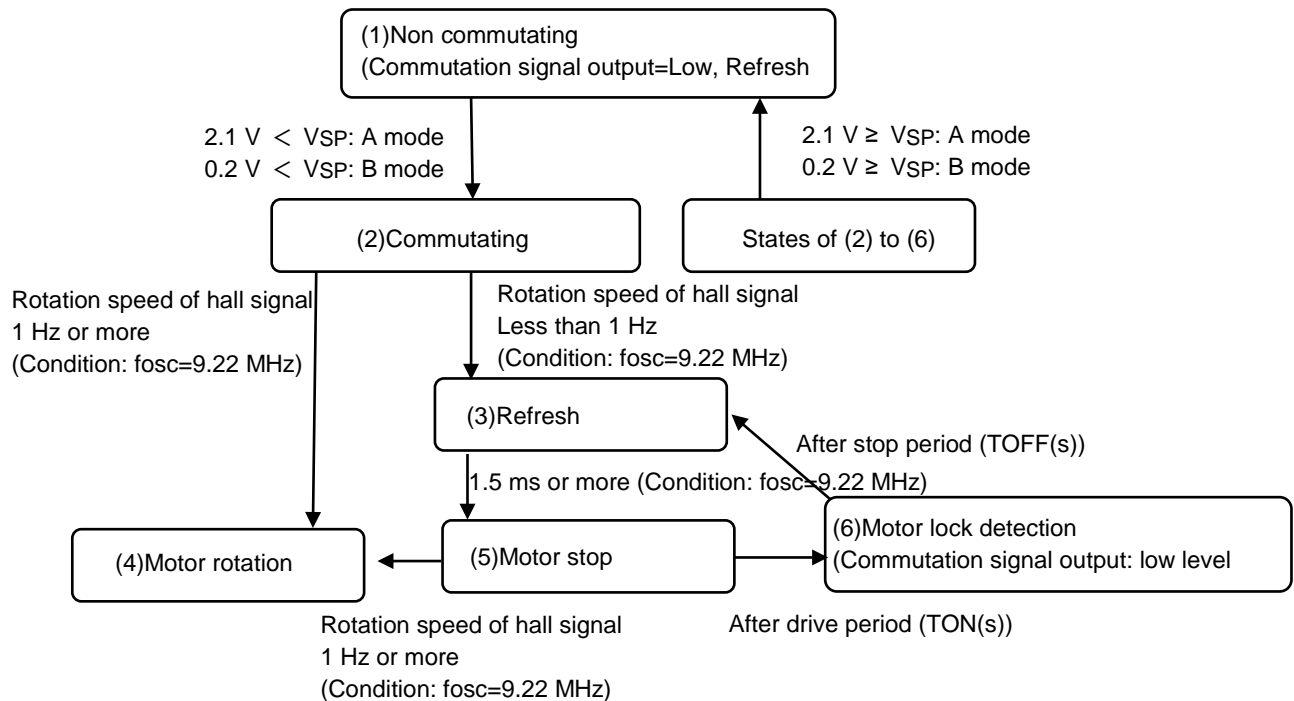 (1)Non commutating
(Commutation signal output=Low, Refresh
2.1 V ＜ VSP: A mode
0.2 V ＜ VSP: B mode
2.1 V ≥ VSP: A mode
0.2 V ≥ VSP: B mode
(2)Commutating
States of (2) to (6)
Rotation speed of hall signal
1 Hz or more
(Condition: fosc=9.22 MHz)
Rotation speed of hall signal
Less than 1 Hz
(Condition: fosc=9.22 MHz)
(3)Refresh
After stop period (TOFF(s))
1.5 ms or more (Condition: fosc=9.22 MHz)
(4)Motor rotation
(5)Motor stop
(6)Motor lock detection
(Commutation signal output: low level
Rotation speed of hall signal
1 Hz or more
(Condition: fosc=9.22 MHz)
After drive period (TON(s))